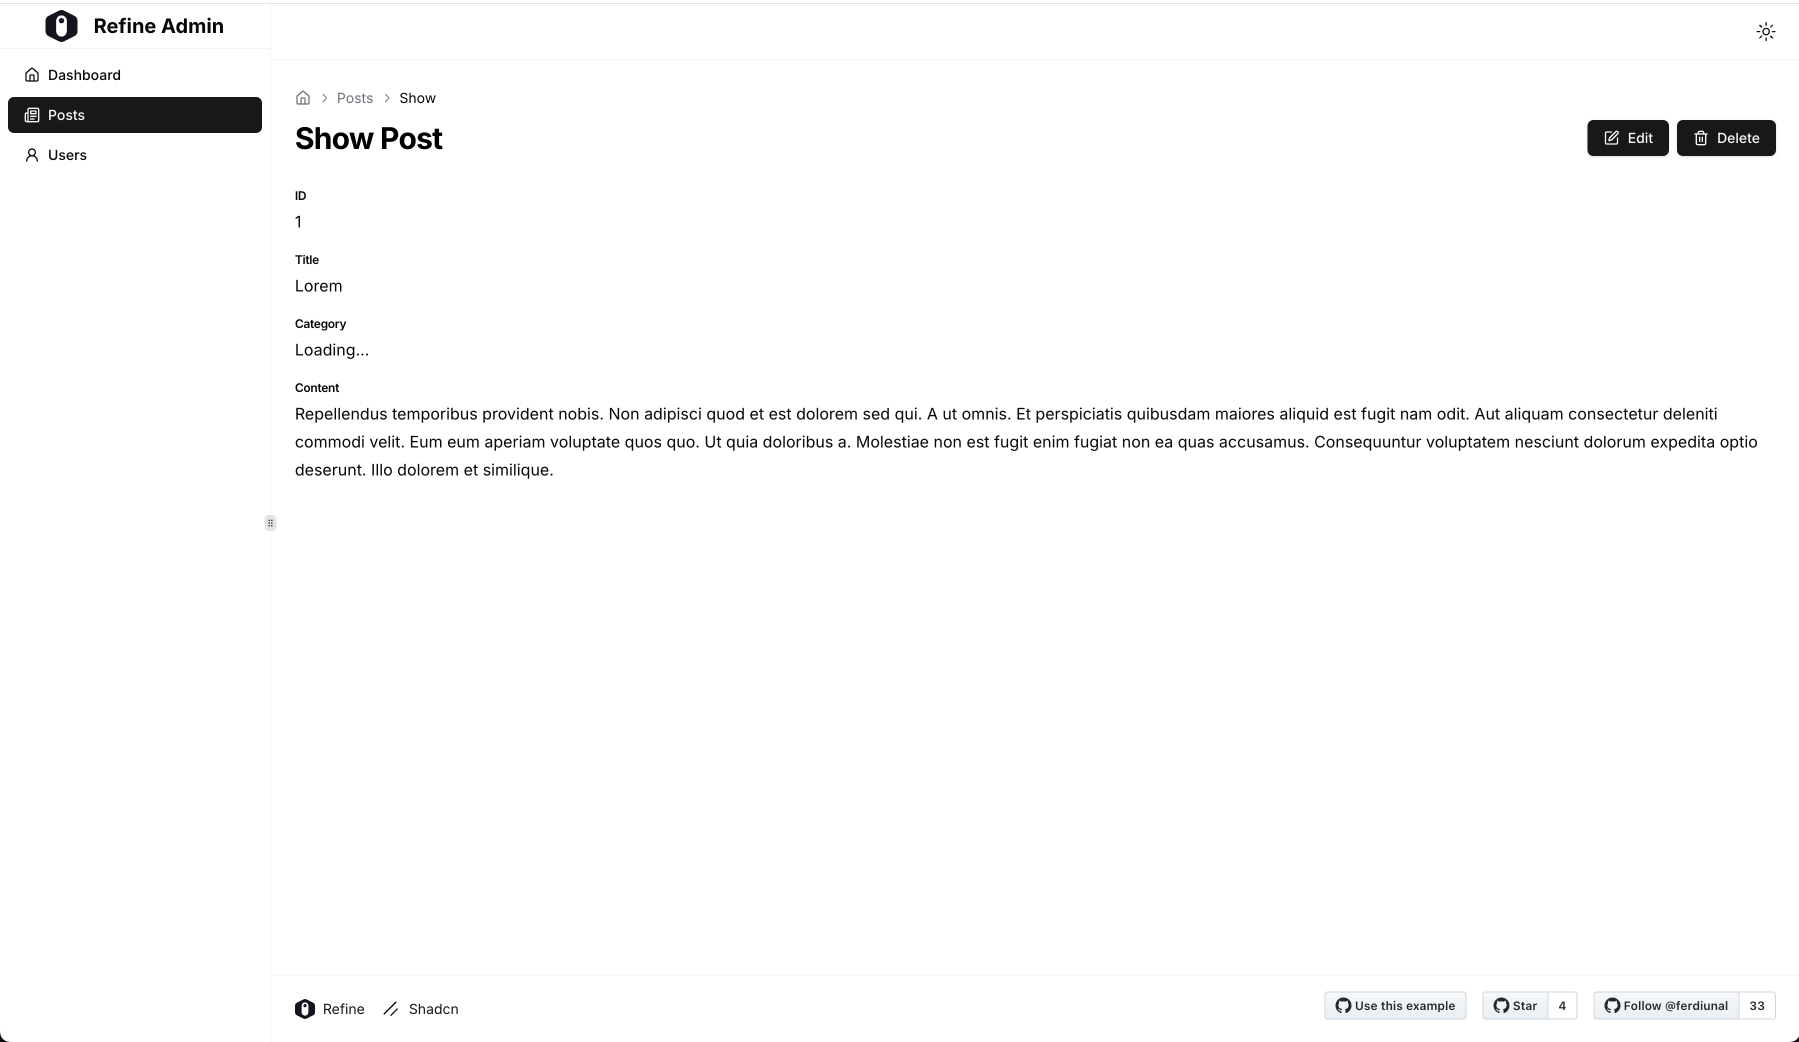 Refine Admin
Dashboard
Posts
Users
Posts
Show
Show Post
Edit
Delete
ID
1
Title
Lorem
Category
Loading...
Content
Repellendus temporibus provident nobis. Non adipisci quod et est dolorem sed qui. A ut omnis. Et perspiciatis quibusdam maiores aliquid est fugit nam odit. Aut aliquam consectetur deleniti
commodi velit. Eum eum aperiam voluptate quos quo. Ut quia doloribus a. Molestiae non est fugit enim fugiat non ea quas accusamus. Consequuntur voluptatem nesciunt dolorum expedita optio
deserunt. Illo dolorem et similique.
Refine
Shadcn
Use this example
Star
4
Follow @ferdiunal
33